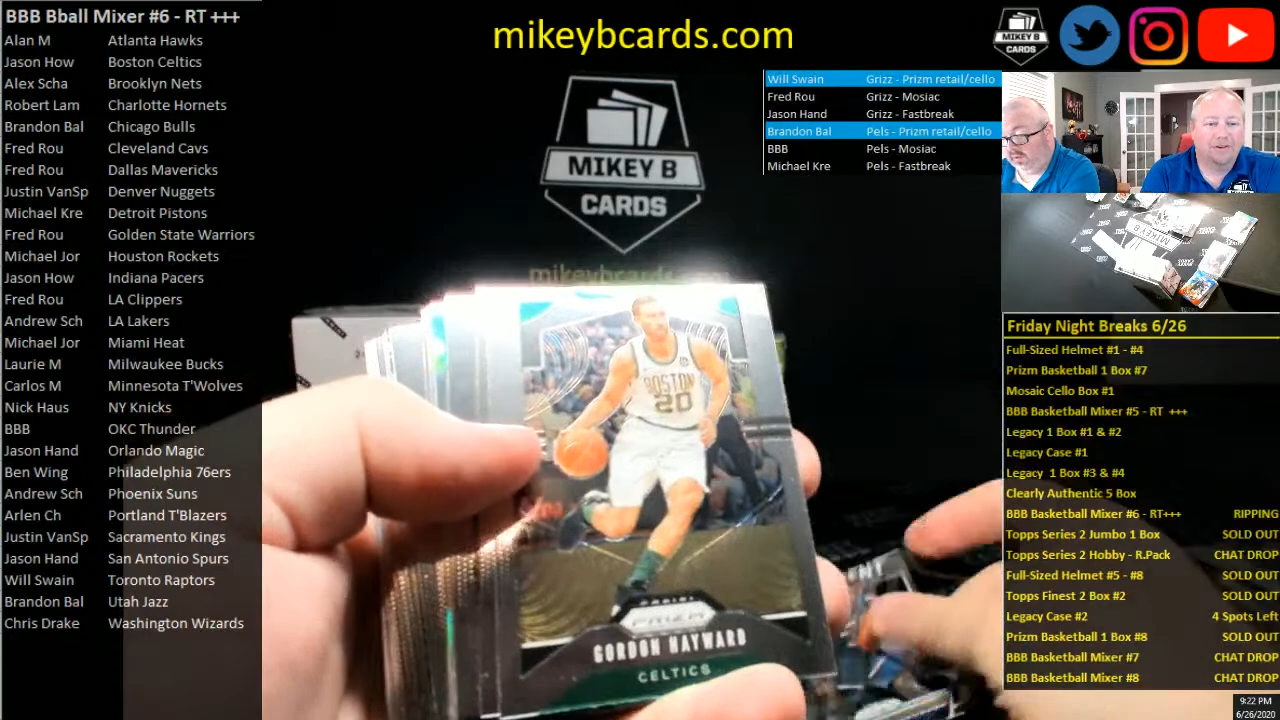 BBB Bball Mixer #6 - RT +++
Alan M Atlanta Hawks
Jason How Boston Celtics
Alex Scha Brooklyn Nets
Robert Lam Charlotte Hornets
Brandon Bal Chicago Bulls
Fred Rou Cleveland Cavs
Fred Rou Dallas Mavericks
Justin VanSp Denver Nuggets
Michael Kre Detroit Pistons
Fred Rou Golden State Warriors
Michael Jor Houston Rockets
Jason How Indiana Pacers
Fred Rou LA Clippers
Andrew Sch LA Lakers
Michael Jor Miami Heat
Laurie M Milwaukee Bucks
Carlos M Minnesota T'Wolves
Nick Haus NY Knicks
BBB OKC Thunder
Jason Hand Orlando Magic
Ben Wing Philadelphia 76ers
Andrew Sch Phoenix Suns
Arlen Ch Portland T'Blazers
Justin VanSp Sacramento Kings
Jason Hand San Antonio Spurs
Will Swain Toronto Raptors
Brandon Bal Utah Jazz
Chris Drake Washington Wizards
mikeybcards.com
MIKEY B
CARDS
mikeybcards.com
BOSTON
20
PANINI
PRIZM
GORDON HAYWARD
CELTICS
Will Swain Grizz - Prizm retail/cello
Fred Rou Grizz - Mosiac
Jason Hand Grizz - Fastbreak
Brandon Bal Pels - Prizm retail/cello
BBB Pels - Mosiac
Michael Kre Pels - Fastbreak
MIKEY B
CARDS
MIKEY B
Friday Night Breaks 6/26
Full-Sized Helmet #1 - #4
Prizm Basketball 1 Box #7
Mosaic Cello Box #1
BBB Basketball Mixer #5 - RT +++
Legacy 1 Box #1 & #2
Legacy Case #1
Legacy 1 Box #3 & #4
Clearly Authentic 5 Box
BBB Basketball Mixer #6 - RT+++ RIPPING
Topps Series 2 Jumbo 1 Box SOLD OUT
Topps Series 2 Hobby - R.Pack CHAT DROP
Full-Sized Helmet #5 - #8 SOLD OUT
Topps Finest 2 Box #2 SOLD OUT
Legacy Case #2 4 Spots Left
Prizm Basketball 1 Box #8 SOLD OUT
BBB Basketball Mixer #7 CHAT DROP
BBB Basketball Mixer #8 CHAT DROP
9:22 PM
6/26/2020